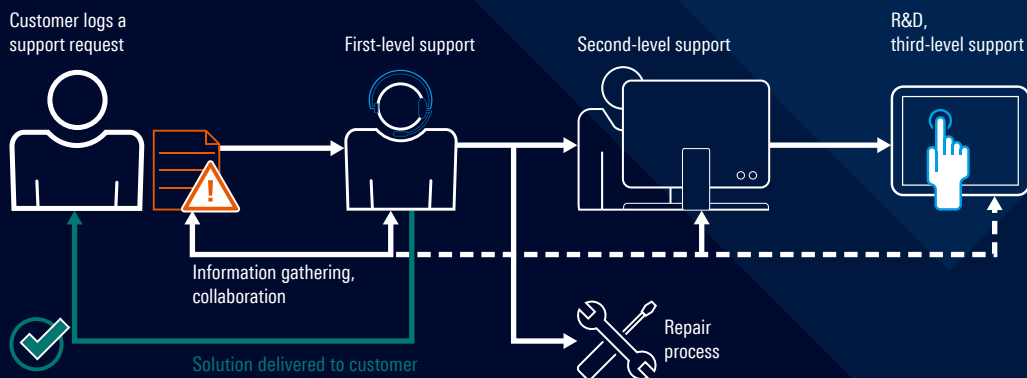 Customer logs a
support request
First-level support
Second-level support
R&D,
third-level support
!
Information gathering,
collaboration
Repair
process
Solution delivered to customer